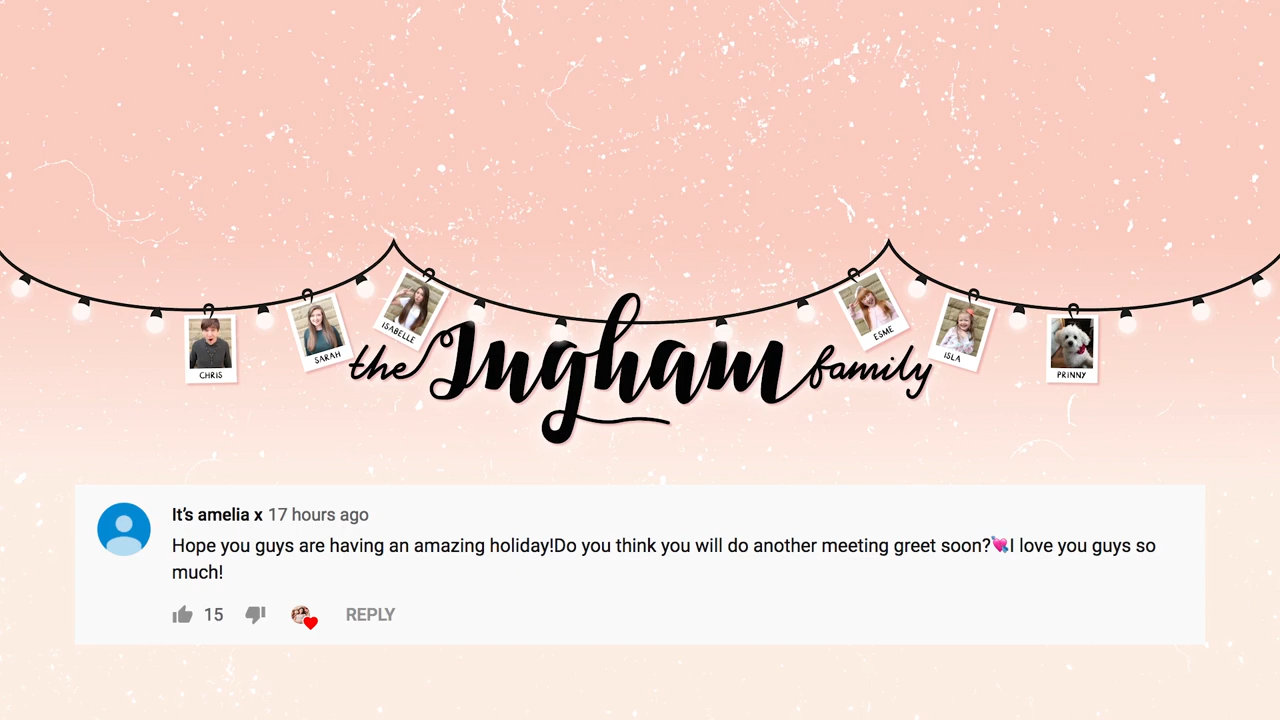 CHRIS
SARAH
ISABELLE
the Ingham family
ESME
ISLA
PRINNY
It's amelia x 17 hours ago
Hope you guys are having an amazing holiday!Do you think you will do another meeting greet soon?💘I love you guys so
much!
15 REPLY